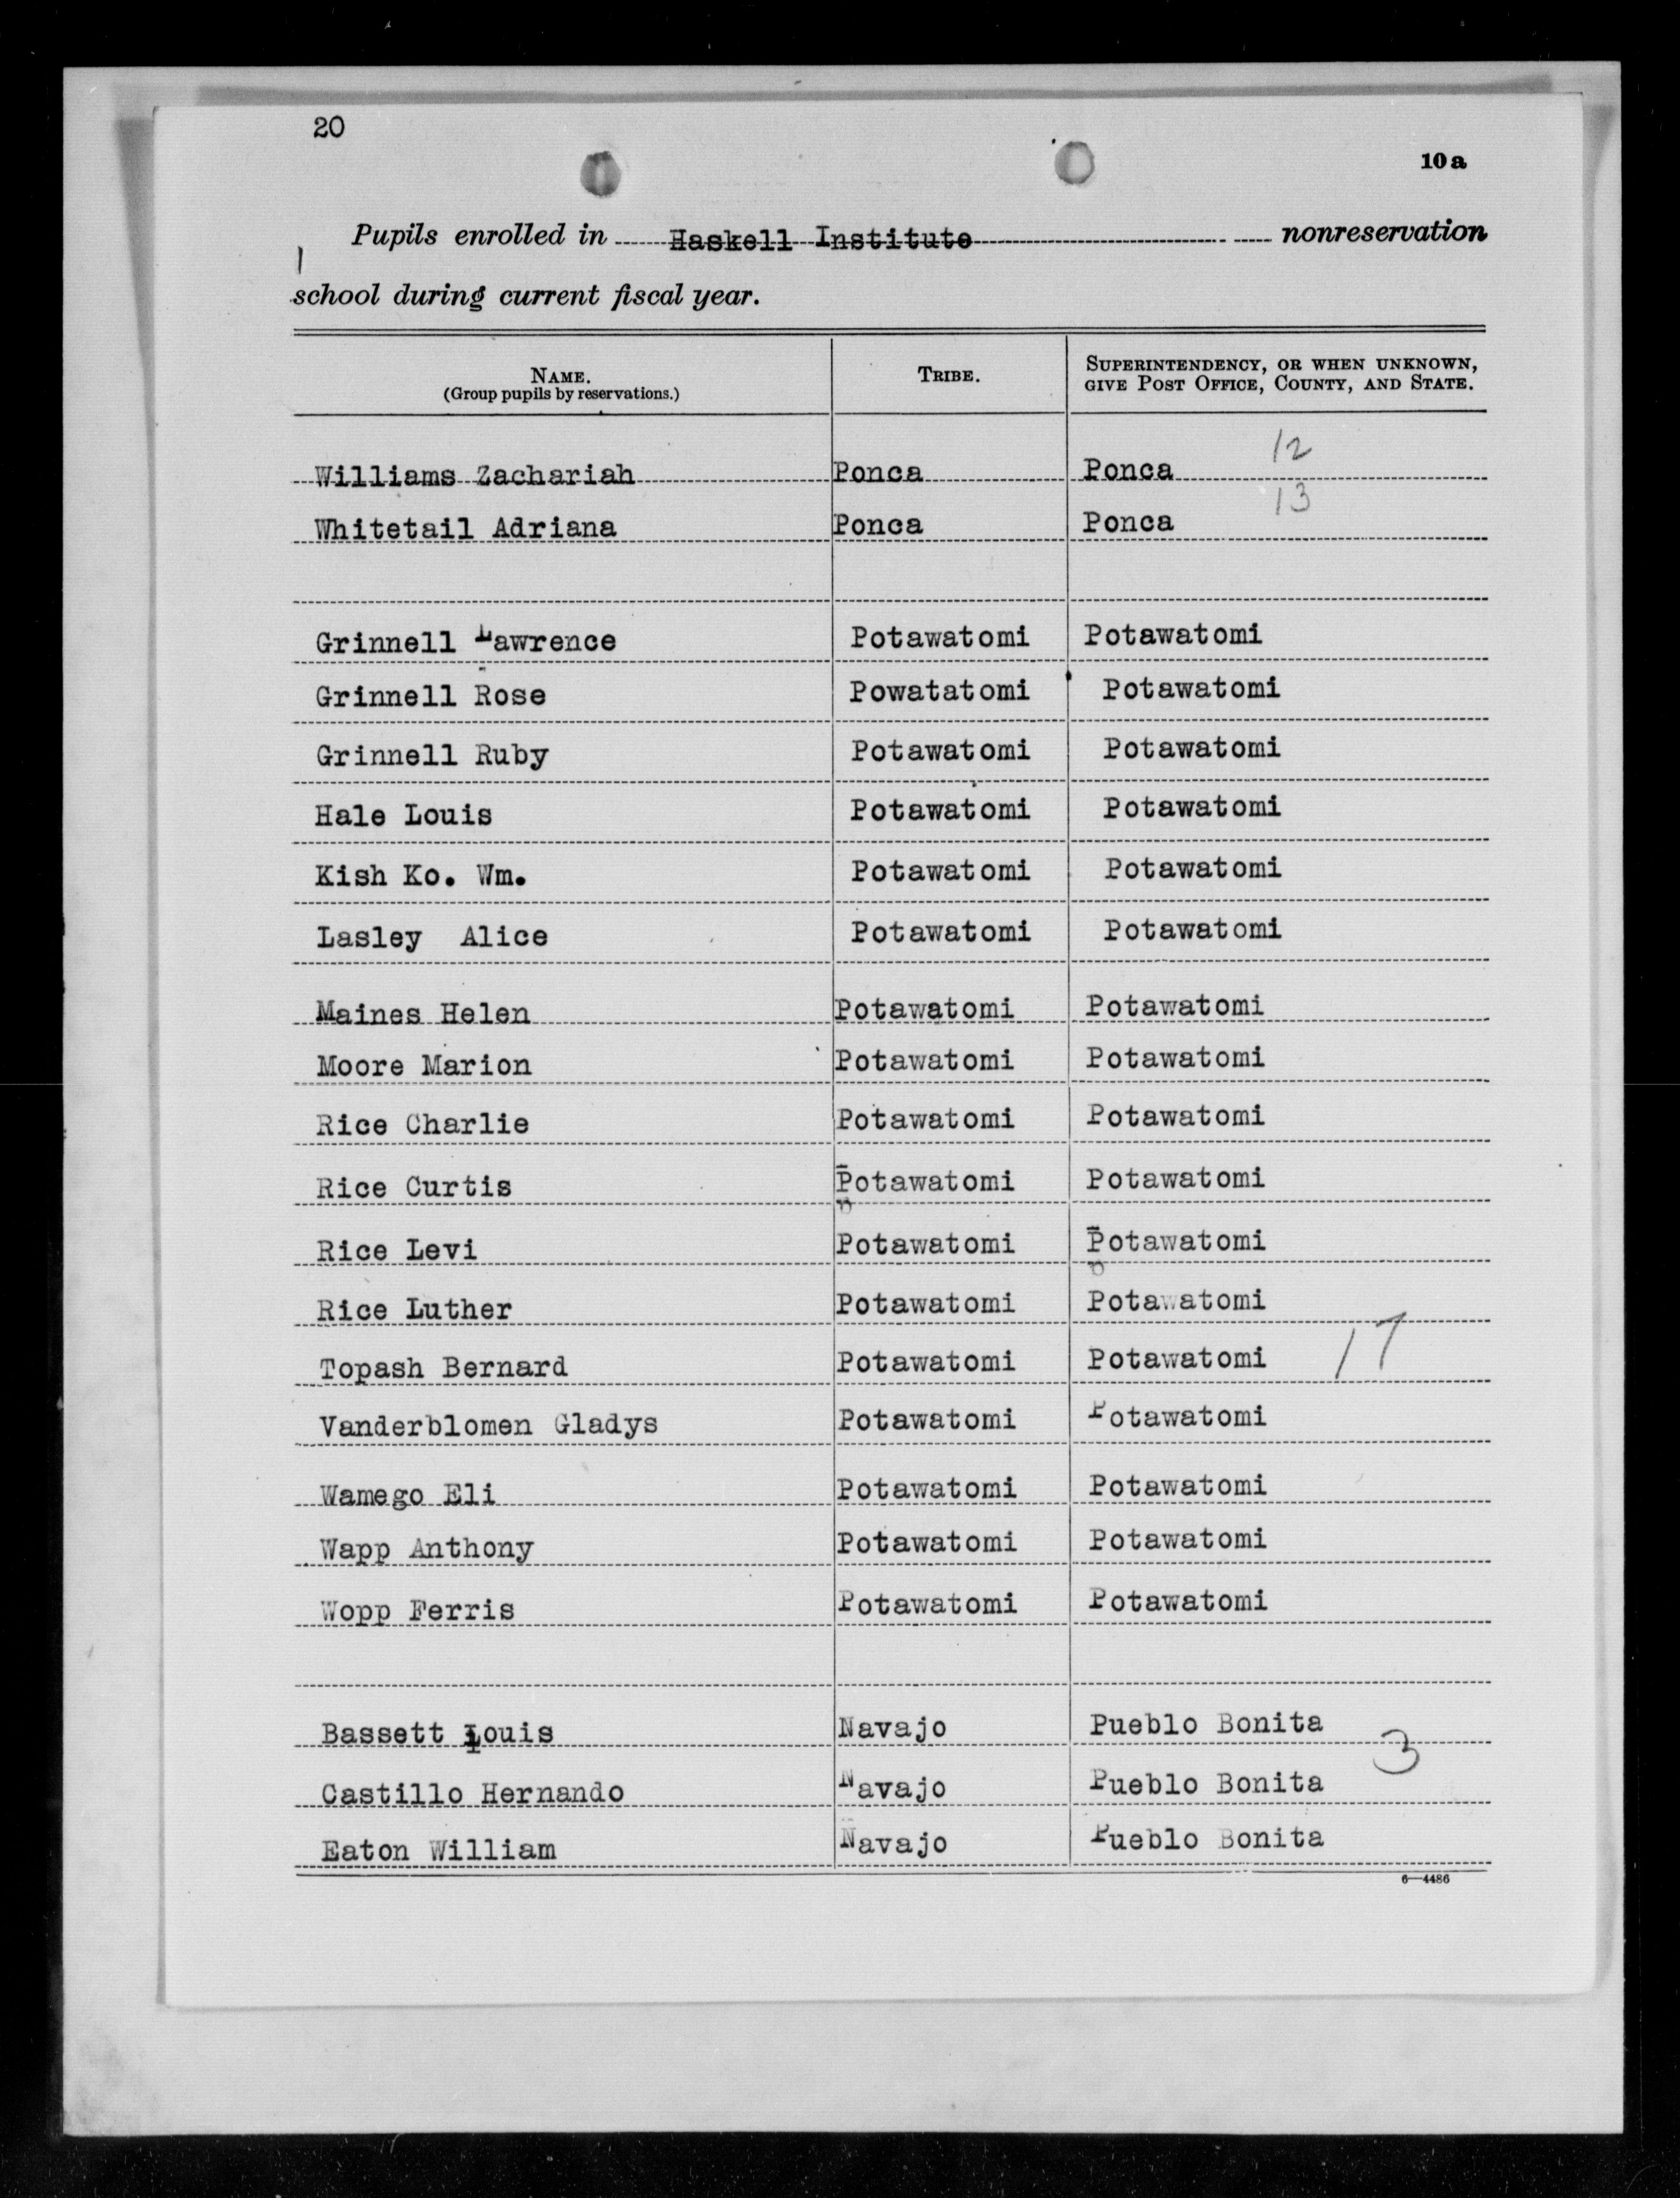 20
10a
Pupils enrolled in Haskell Institute nonreservation
school during current fiscal year.
NAME. TRIBE. SUPERINTENDENCY, OR WHEN UNKNOWN,
(Group pupils by reservations.) GIVE POST OFFICE, COUNTY, AND STATE.
12
Williams Zachariah Ponca Ponca
13
Whitetail Adriana Ponca Ponca
Grinnell Lawrence Potawatomi Potawatomi
Grinnell Rose Powatatomi Potawatomi
Grinnell Ruby Potawatomi Potawatomi
Hale Louis Potawatomi Potawatomi
Kish Ko. Wm. Potawatomi Potawatomi
Lasley Alice Potawatomi Potawatomi
Maines Helen Potawatomi Potawatomi
Moore Marion Potawatomi Potawatomi
Rice Charlie Potawatomi Potawatomi
Rice Curtis Potawatomi Potawatomi
Rice Levi Potawatomi Potawatomi
Rice Luther Potawatomi Potawatomi
Topash Bernard Potawatomi Potawatomi 17
Vanderblomen Gladys Potawatomi Potawatomi
Wamego Eli Potawatomi Potawatomi
Wapp Anthony Potawatomi Potawatomi
Wopp Ferris Potawatomi Potawatomi
Bassett Louis Navajo Pueblo Bonita
3
Castillo Hernando Navajo Pueblo Bonita
Eaton William Navajo Pueblo Bonita
6—4486